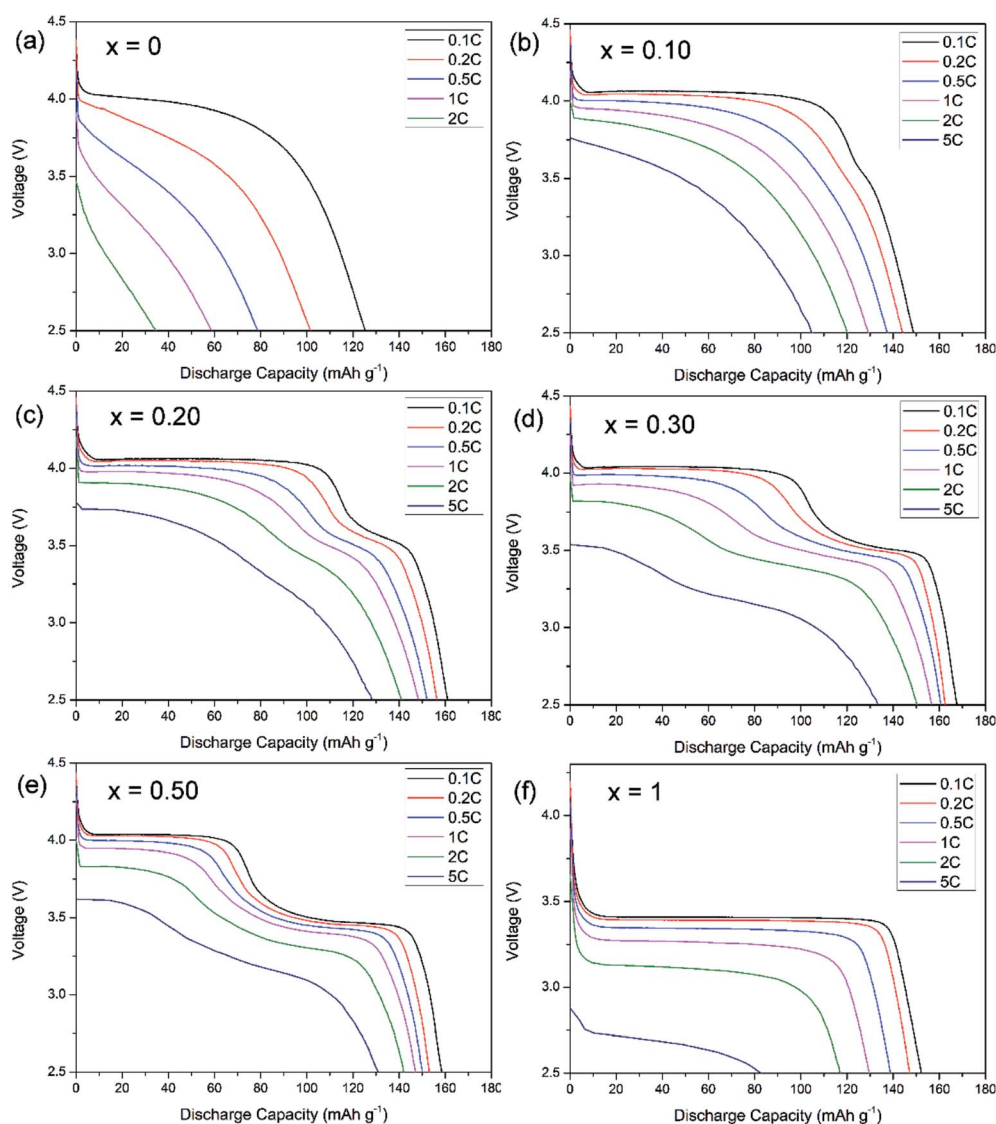 (a)
x = 0
0.1C
0.2C
0.5C
1C
2C
4.5
4.0
3.5
3.0
2.5
Voltage (V)
0 20 40 60 80 100 120 140 160 180
Discharge Capacity (mAh g⁻¹)
(b)
x = 0.10
0.1C
0.2C
0.5C
1C
2C
5C
4.5
4.0
3.5
3.0
2.5
Voltage (V)
0 20 40 60 80 100 120 140 160 180
Discharge Capacity (mAh g⁻¹)
(c)
x = 0.20
0.1C
0.2C
0.5C
1C
2C
5C
4.5
4.0
3.5
3.0
2.5
Voltage (V)
0 20 40 60 80 100 120 140 160 180
Discharge Capacity (mAh g⁻¹)
(d)
x = 0.30
0.1C
0.2C
0.5C
1C
2C
5C
4.5
4.0
3.5
3.0
2.5
Voltage (V)
0 20 40 60 80 100 120 140 160 180
Discharge Capacity (mAh g⁻¹)
(e)
x = 0.50
0.1C
0.2C
0.5C
1C
2C
5C
4.5
4.0
3.5
3.0
2.5
Voltage (V)
0 20 40 60 80 100 120 140 160 180
Discharge Capacity (mAh g⁻¹)
(f)
x = 1
0.1C
0.2C
0.5C
1C
2C
5C
4.0
3.5
3.0
2.5
Voltage (V)
0 20 40 60 80 100 120 140 160 180
Discharge Capacity (mAh g⁻¹)